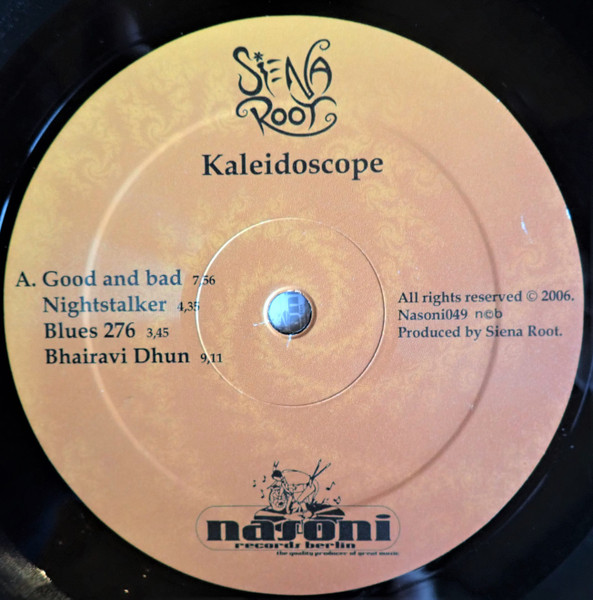 SiENA
ROOT
Kaleidoscope
A. Good and bad 7,56
Nightstalker 4,35
Blues 276 3,45
Bhairavi Dhun 9,11
All rights reserved © 2006.
Nasoni049 n©b
Produced by Siena Root.
nasoni
records berlin
the quality producer of great music